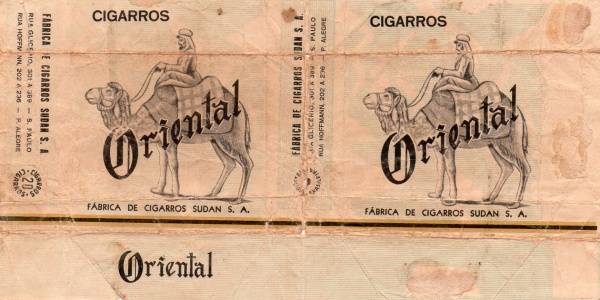 FÁBRICA DE CIGARROS SUDAN S. A.
RUA GLICERIO, 301 A 389 — S. PAULO
RUA HOFFMANN, 202 A 236 — P. ALEGRE
CIGARROS
20
CIGARROS
Oriental
FÁBRICA DE CIGARROS SUDAN S. A.
FÁBRICA DE CIGARROS SUDAN S. A.
RUA GLICERIO, 301 A 389 — S. PAULO
RUA HOFFMANN, 202 A 236 — P. ALEGRE
CIGARROS
Oriental
FÁBRICA DE CIGARROS SUDAN S. A.
Oriental